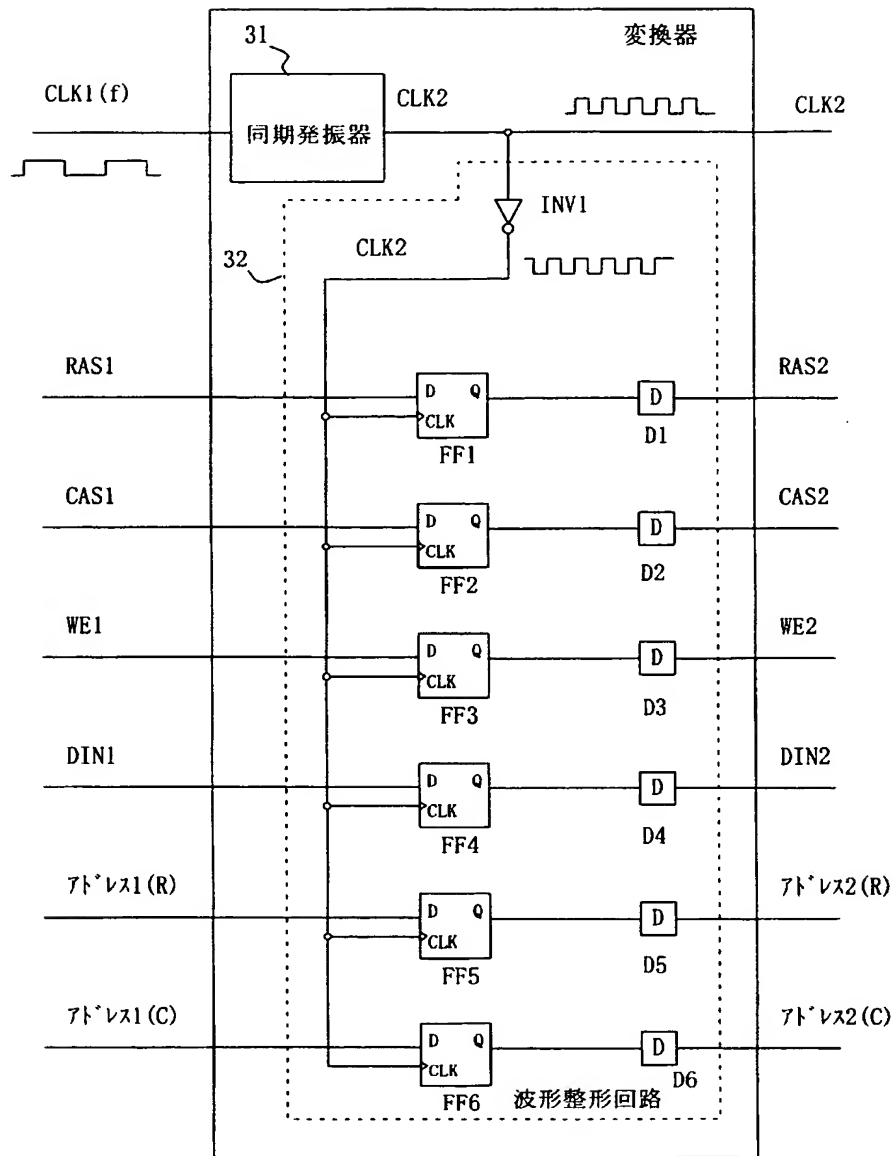 変換器
31
CLK1(f)
同期発振器
CLK2
CLK2
INV1
CLK2
32
RAS1
D Q
CLK
FF1
D
D1
RAS2
CAS1
D Q
CLK
FF2
D
D2
CAS2
WE1
D Q
CLK
FF3
D
D3
WE2
DIN1
D Q
CLK
FF4
D
D4
DIN2
アドレス1(R)
D Q
CLK
FF5
D
D5
アドレス2(R)
アドレス1(C)
D Q
CLK
FF6
D
D6
アドレス2(C)
波形整形回路